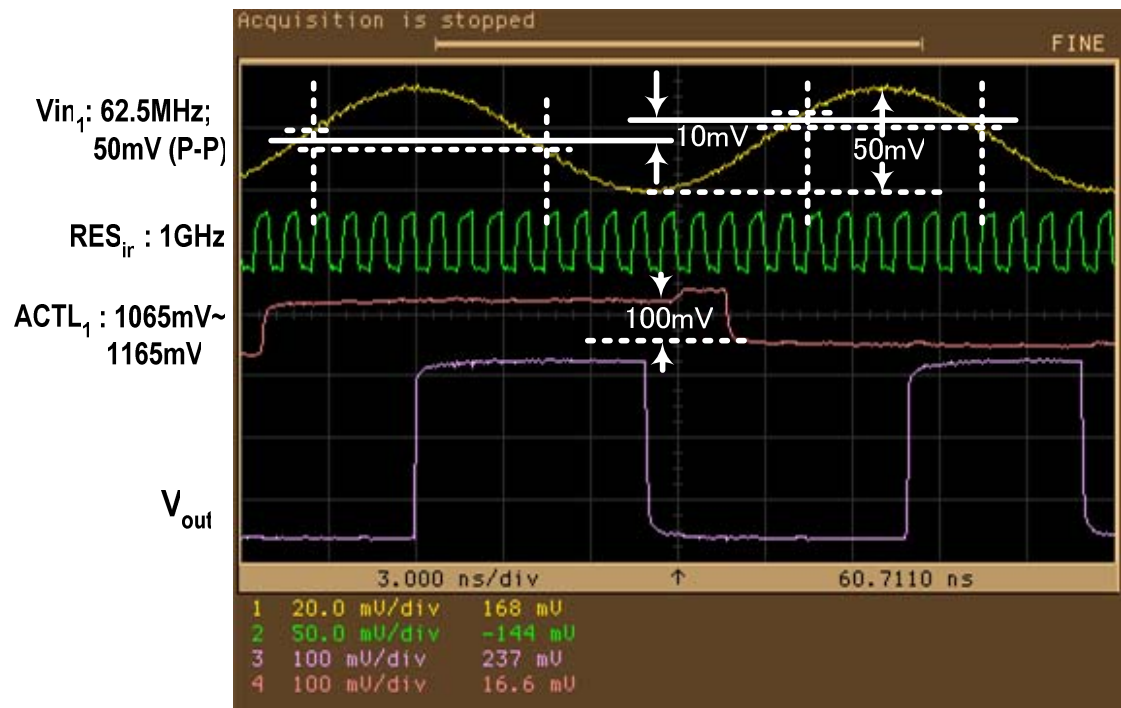 Acquisition is stopped
FINE
Vin1: 62.5MHz;
50mV (P-P)
10mV
50mV
RESir : 1GHz
ACTL1 : 1065mV~
1165mV
100mV
Vout
3.000 ns/div ↑ 60.7110 ns
1 20.0 mV/div 168 mV
2 50.0 mV/div -144 mV
3 100 mV/div 237 mV
4 100 mV/div 16.6 mV